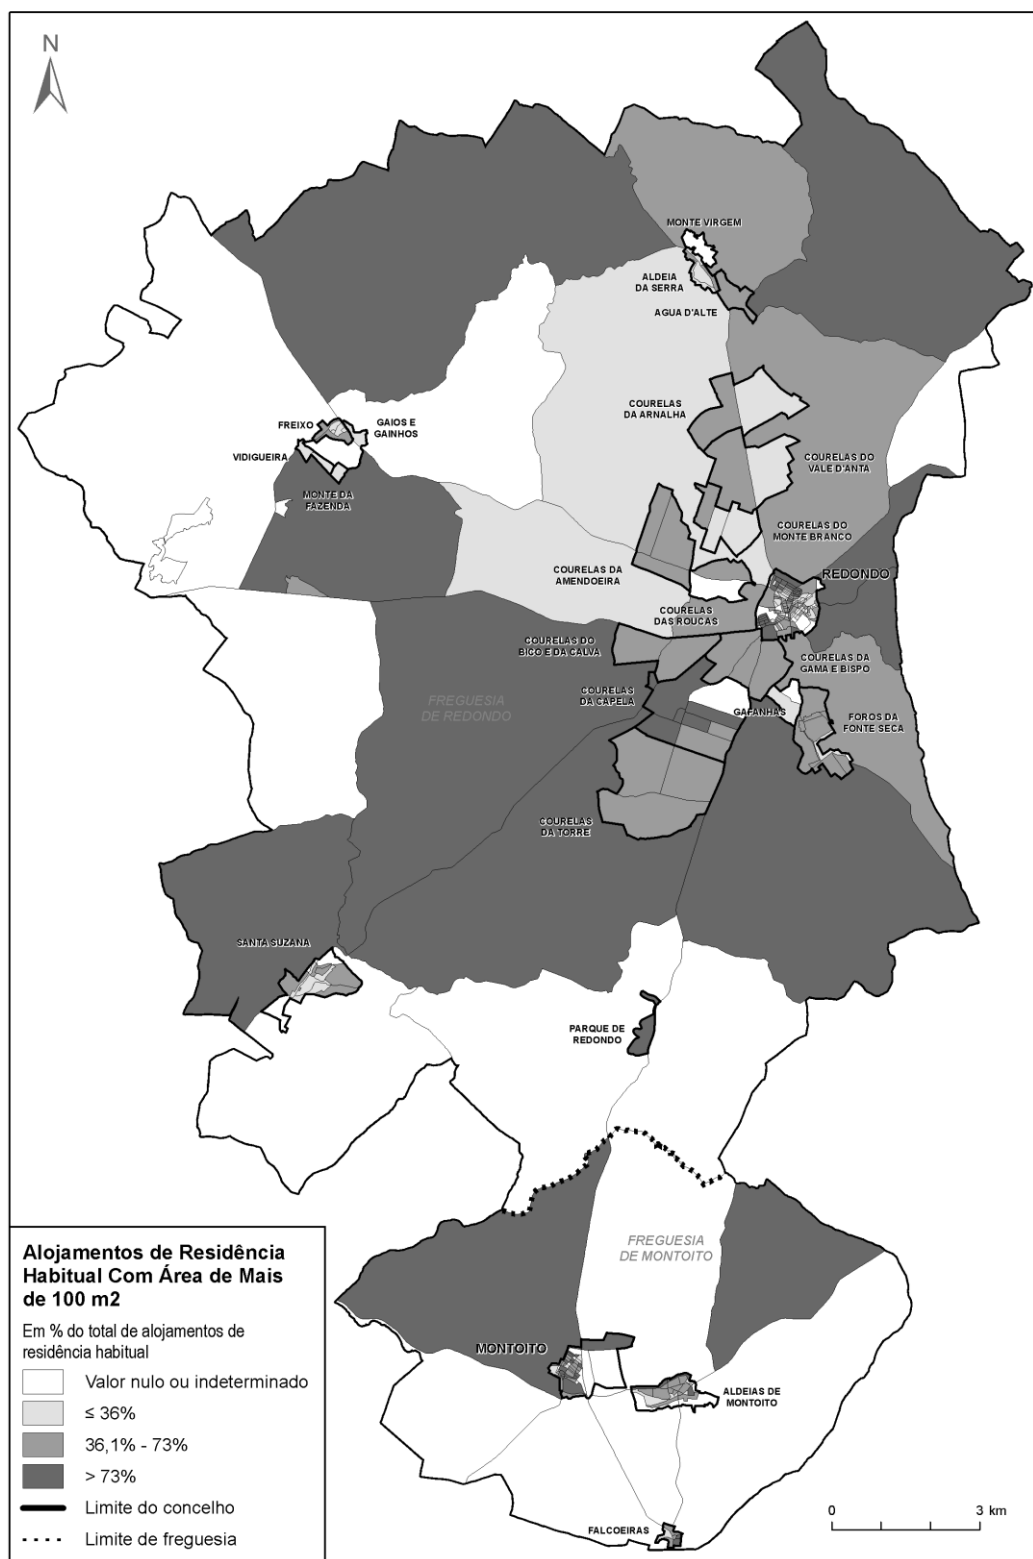 N
MONTE VIRGEM
ALDEIA
DA SERRA
AGUA D'ALTE
COURELAS
DA ARNALHA
FREIXO
GAIOS E
GAINHOS
VIDIGUEIRA
COURELAS DO
VALE D'ANTA
MONTE DA
FAZENDA
COURELAS DO
MONTE BRANCO
COURELAS DA
AMENDOEIRA
REDONDO
COURELAS
DAS ROUCAS
COURELAS DO
BICO E DA CALVA
COURELAS DA
GAMA E BISPO
COURELAS
DA CAPELA
FREGUESIA
DE REDONDO
GAFANHAS
FOROS DA
FONTE SECA
COURELAS
DA TORRE
SANTA SUZANA
PARQUE DE
REDONDO
FREGUESIA
DE MONTOITO
MONTOITO
ALDEIAS DE
MONTOITO
FALCOEIRAS
Alojamentos de Residência
Habitual Com Área de Mais
de 100 m2
Em % do total de alojamentos de
residência habitual
Valor nulo ou indeterminado
≤ 36%
36,1% - 73%
> 73%
Limite do concelho
Limite de freguesia
0 3 km